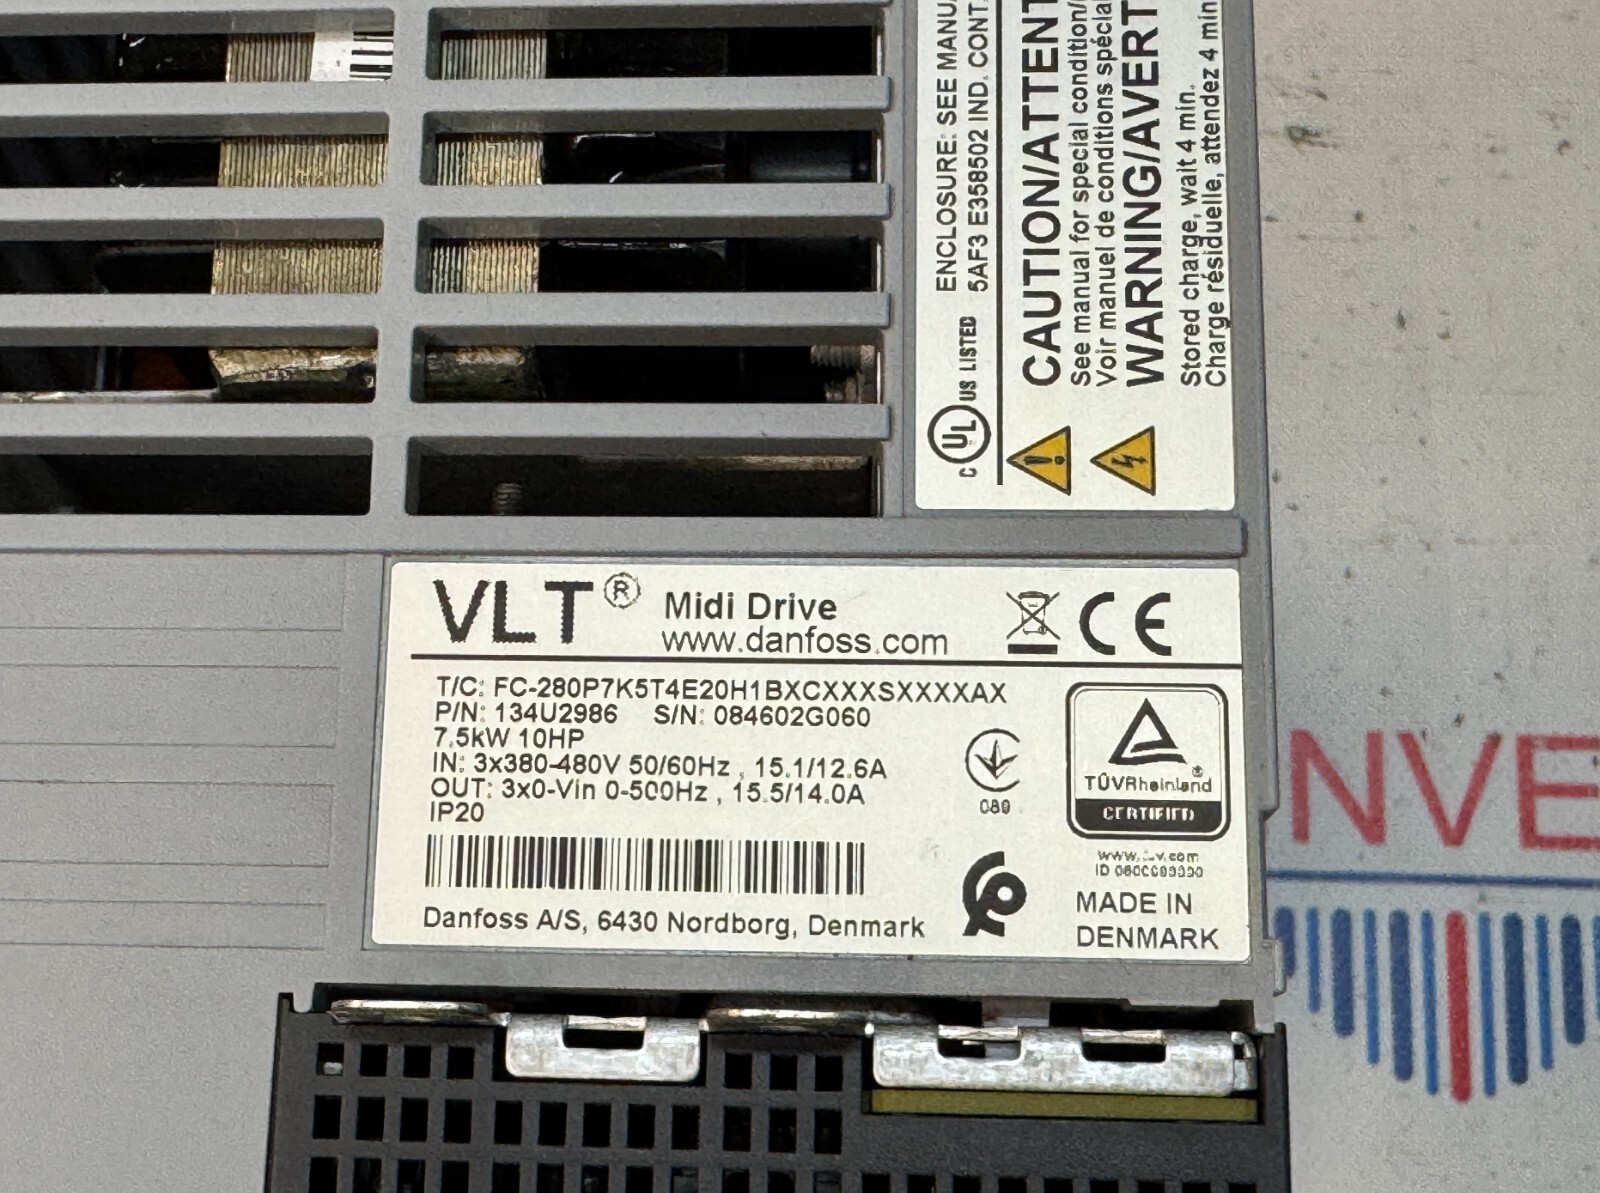 ENCLOSURE: SEE MANU
5AF3 E358502 IND. CONT.
C UL US LISTED
CAUTION/ATTENT
See manual for special condition/
Voir manuel de conditions spécial
WARNING/AVERT
Stored charge, wait 4 min.
Charge résiduelle, attendez 4 min
VLT® Midi Drive
www.danfoss.com
CE
T/C: FC-280P7K5T4E20H1BXCXXXSXXXXAX
P/N: 134U2986 S/N: 084602G060
7.5kW 10HP
IN: 3x380-480V 50/60Hz , 15.1/12.6A
OUT: 3x0-Vin 0-500Hz , 15.5/14.0A
IP20
089
TÜVRheinland®
CERTIFIED
MADE IN
DENMARK
Danfoss A/S, 6430 Nordborg, Denmark
NVE